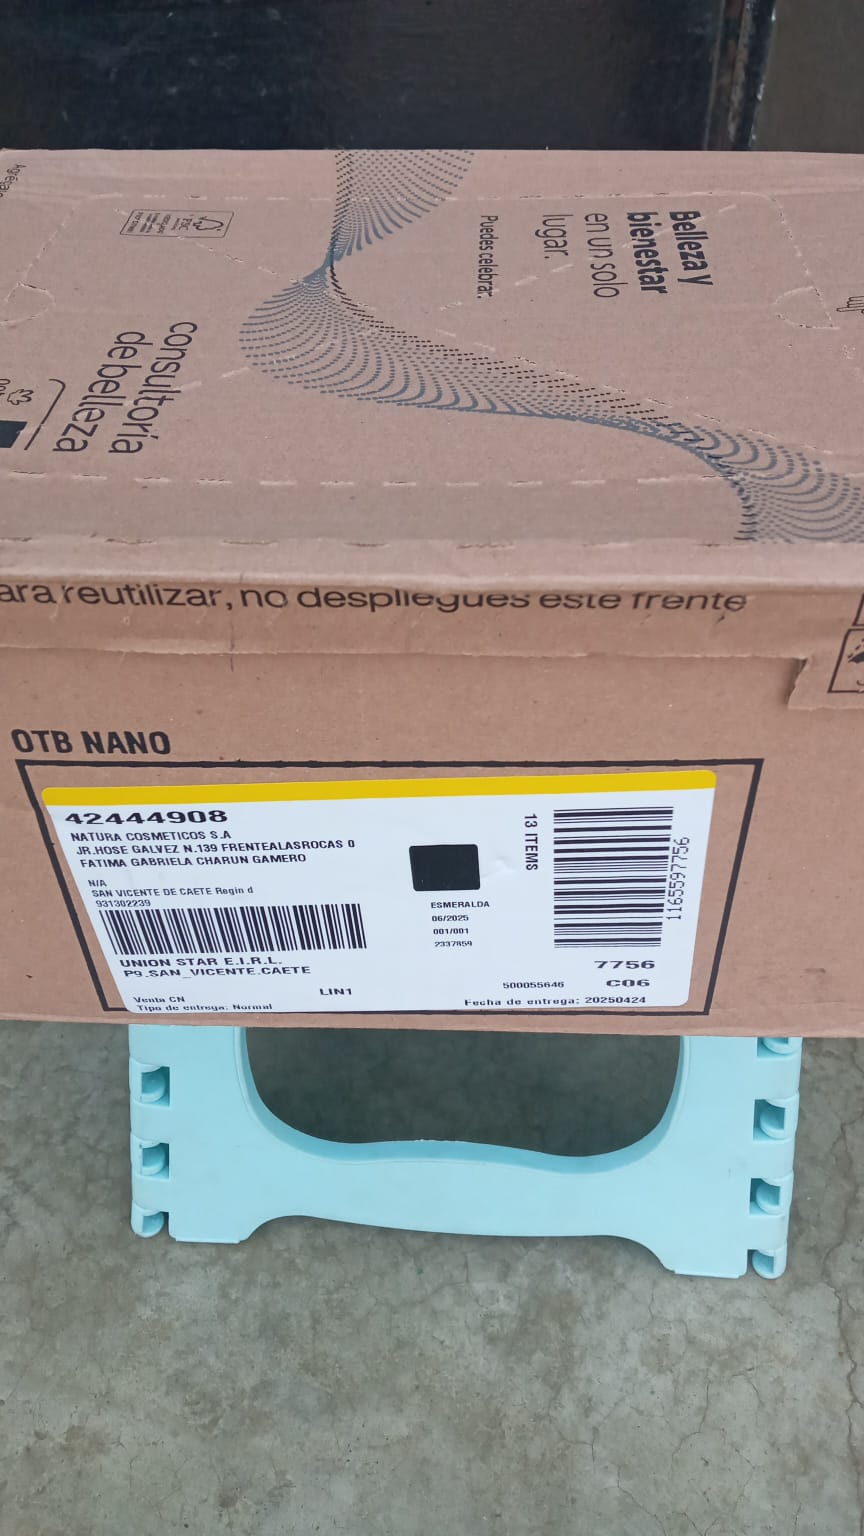 Belleza y
bienestar
en un solo
lugar.
Puedes celebrar.
consultoría
de belleza
ara reutilizar, no despliegues este frente
OTB NANO
42444908
NATURA COSMETICOS S.A
JR.HOSE GALVEZ N.139 FRENTEALASROCAS 0
FATIMA GABRIELA CHARUN GAMERO
N/A
SAN VICENTE DE CAETE Regin d
931302239
UNION STAR E.I.R.L.
P9_SAN_VICENTE.CAETE
LIN1
Venta CN
Tipo de entrega: Normal
ESMERALDA
06/2025
001/001
2337859
13 ITEMS
1165597756
7756
500055646
C06
Fecha de entrega: 20250424